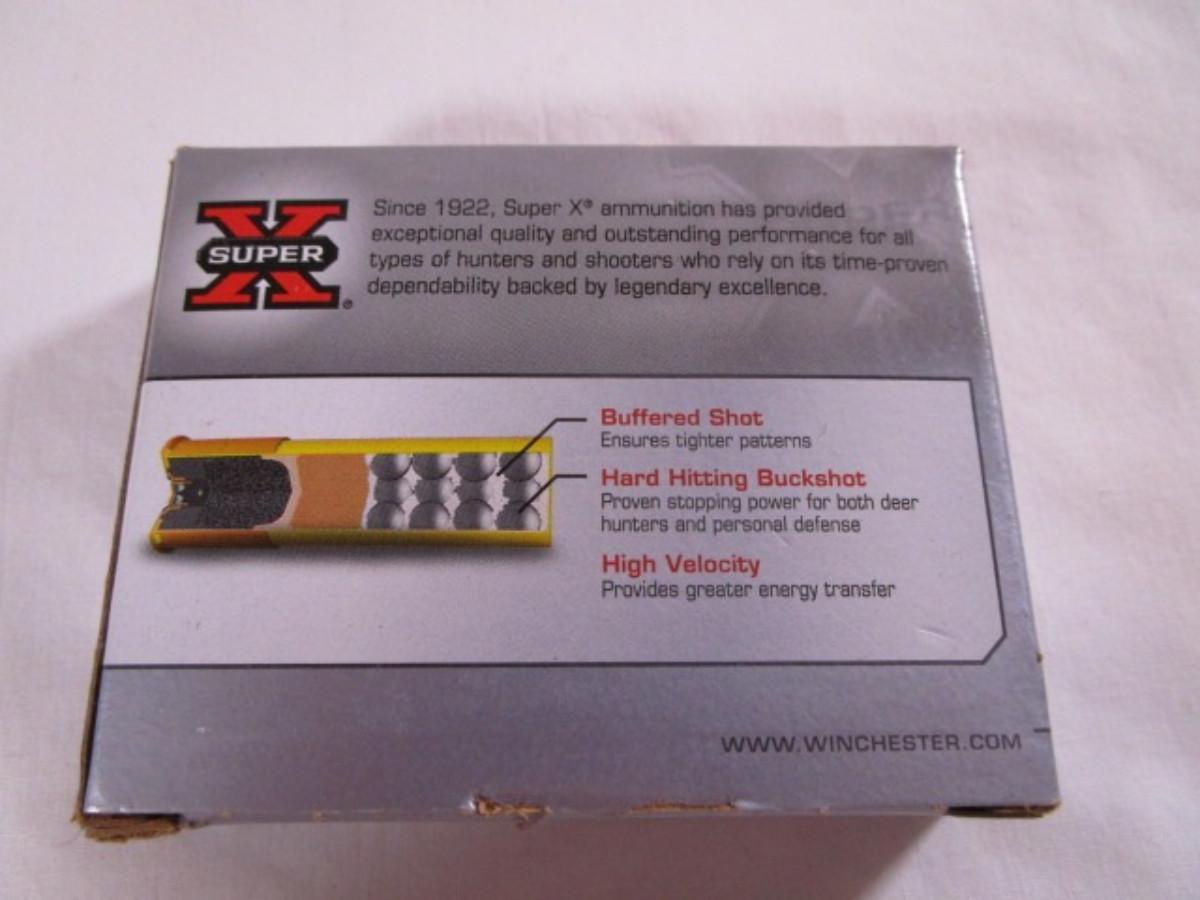 X
SUPER
®
Since 1922, Super X® ammunition has provided
exceptional quality and outstanding performance for all
types of hunters and shooters who rely on its time-proven
dependability backed by legendary excellence.
Buffered Shot
Ensures tighter patterns
Hard Hitting Buckshot
Proven stopping power for both deer
hunters and personal defense
High Velocity
Provides greater energy transfer
WWW.WINCHESTER.COM